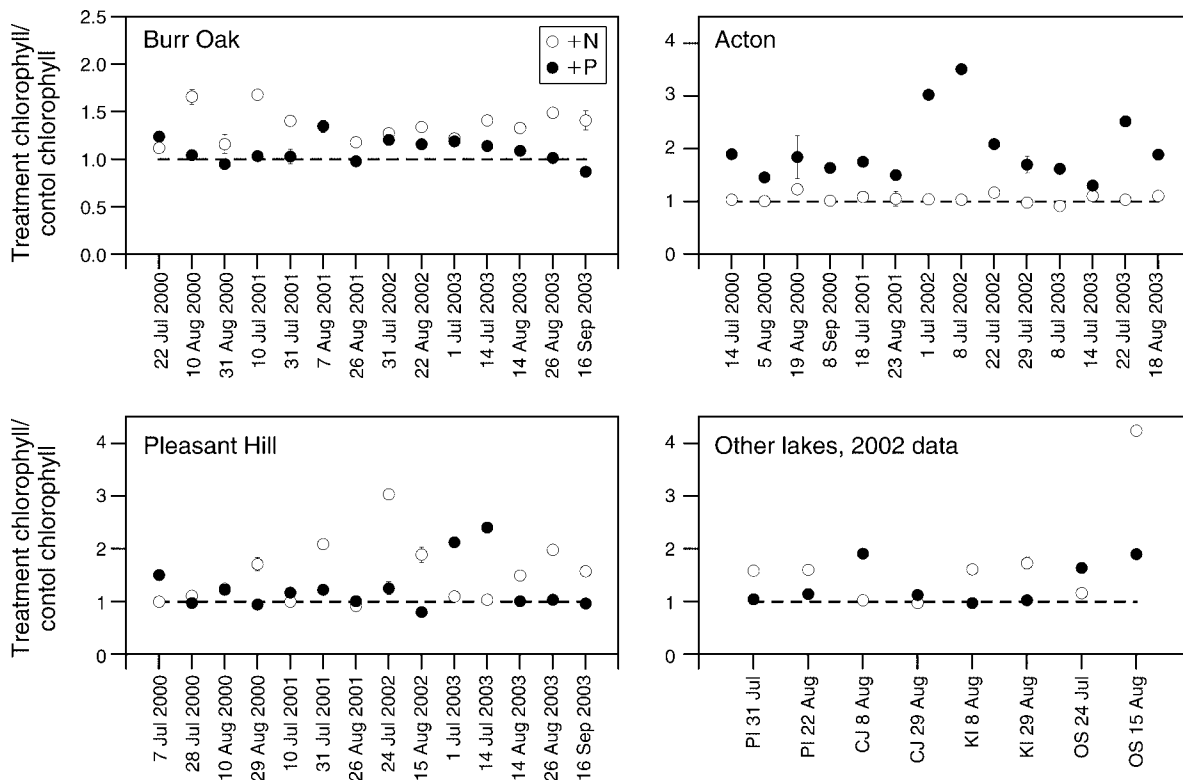 Treatment chlorophyll/
contol chlorophyll
2.5
2.0
1.5
1.0
0.5
0.0
Burr Oak
+N
+P
22 Jul 2000
10 Aug 2000
31 Aug 2000
10 Jul 2001
31 Jul 2001
7 Aug 2001
26 Aug 2001
31 Jul 2002
22 Aug 2002
1 Jul 2003
14 Jul 2003
14 Aug 2003
26 Aug 2003
16 Sep 2003
4
3
2
1
0
Acton
14 Jul 2000
5 Aug 2000
19 Aug 2000
8 Sep 2000
18 Jul 2001
23 Aug 2001
1 Jul 2002
8 Jul 2002
22 Jul 2002
29 Jul 2002
8 Jul 2003
14 Jul 2003
22 Jul 2003
18 Aug 2003
Treatment chlorophyll/
contol chlorophyll
4
3
2
1
0
Pleasant Hill
7 Jul 2000
28 Jul 2000
10 Aug 2000
29 Aug 2000
10 Jul 2001
31 Jul 2001
26 Aug 2001
24 Jul 2002
15 Aug 2002
1 Jul 2003
14 Jul 2003
14 Aug 2003
26 Aug 2003
16 Sep 2003
4
3
2
1
0
Other lakes, 2002 data
PI 31 Jul
PI 22 Aug
CJ 8 Aug
CJ 29 Aug
KI 8 Aug
KI 29 Aug
OS 24 Jul
OS 15 Aug